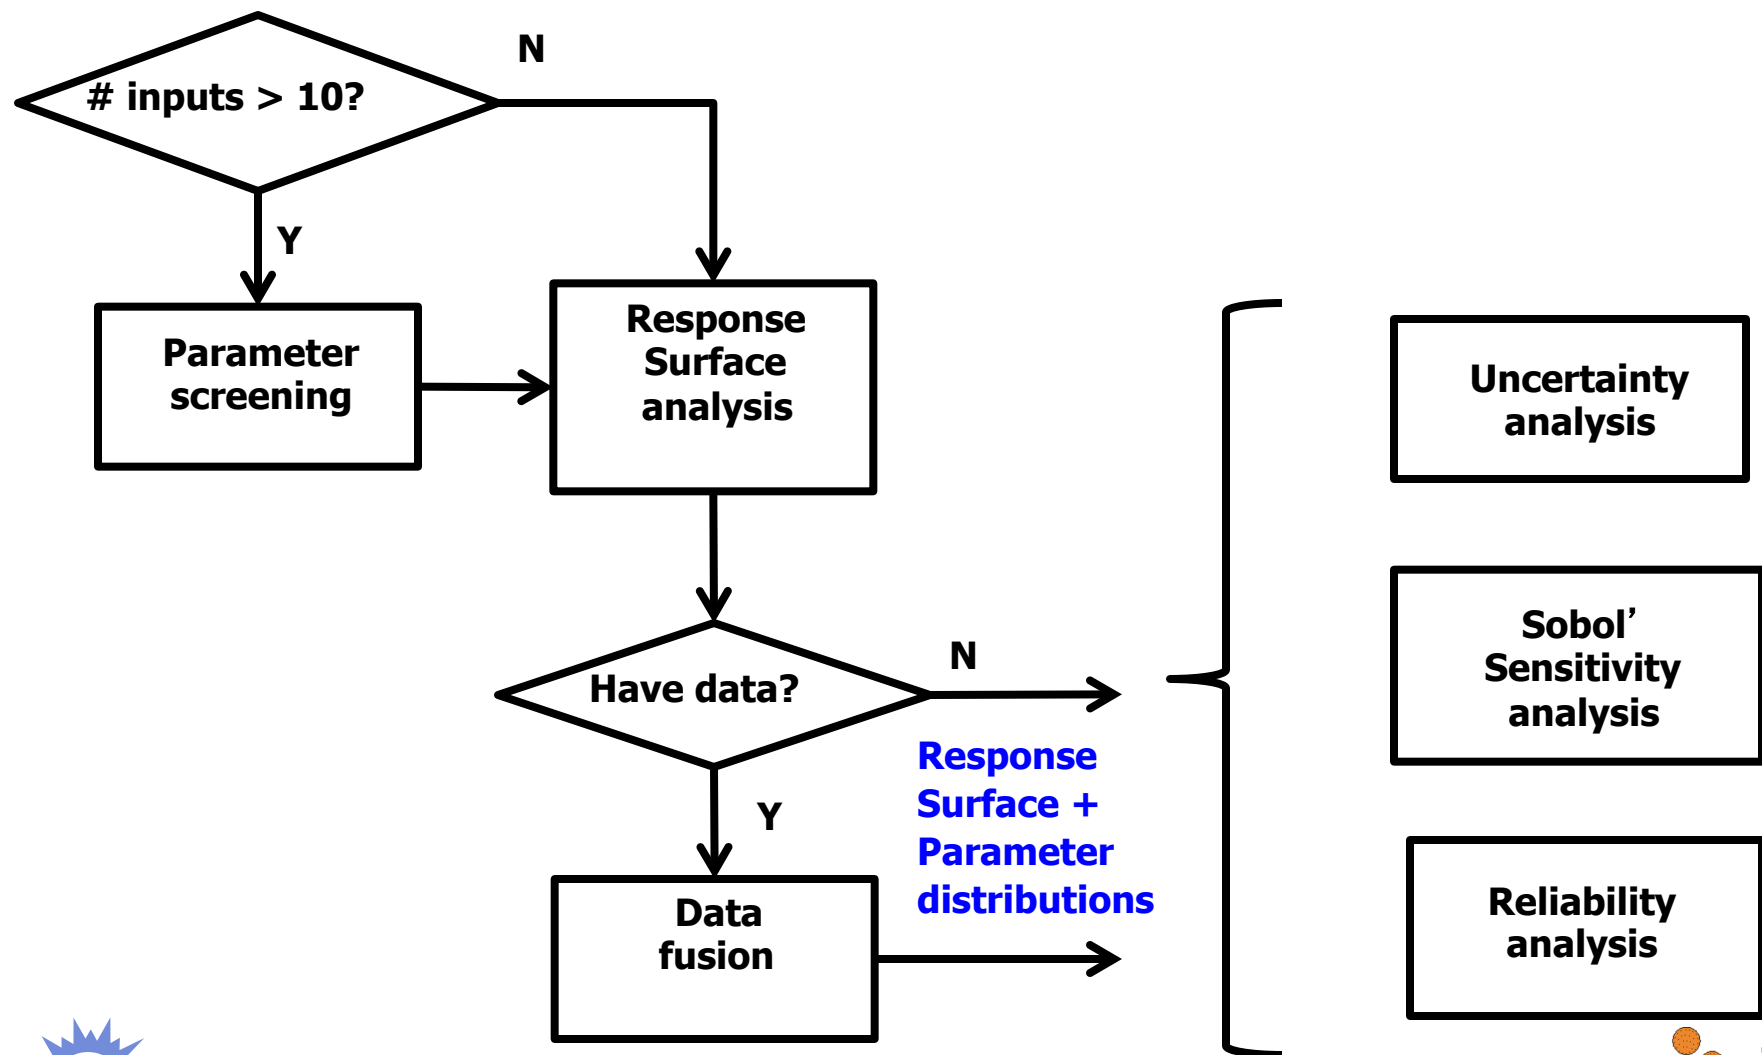 # inputs > 10?
N
Y
Parameter
screening
Response
Surface
analysis
Have data?
N
Y
Response
Surface +
Parameter
distributions
Data
fusion
Uncertainty
analysis
Sobol’
Sensitivity
analysis
Reliability
analysis